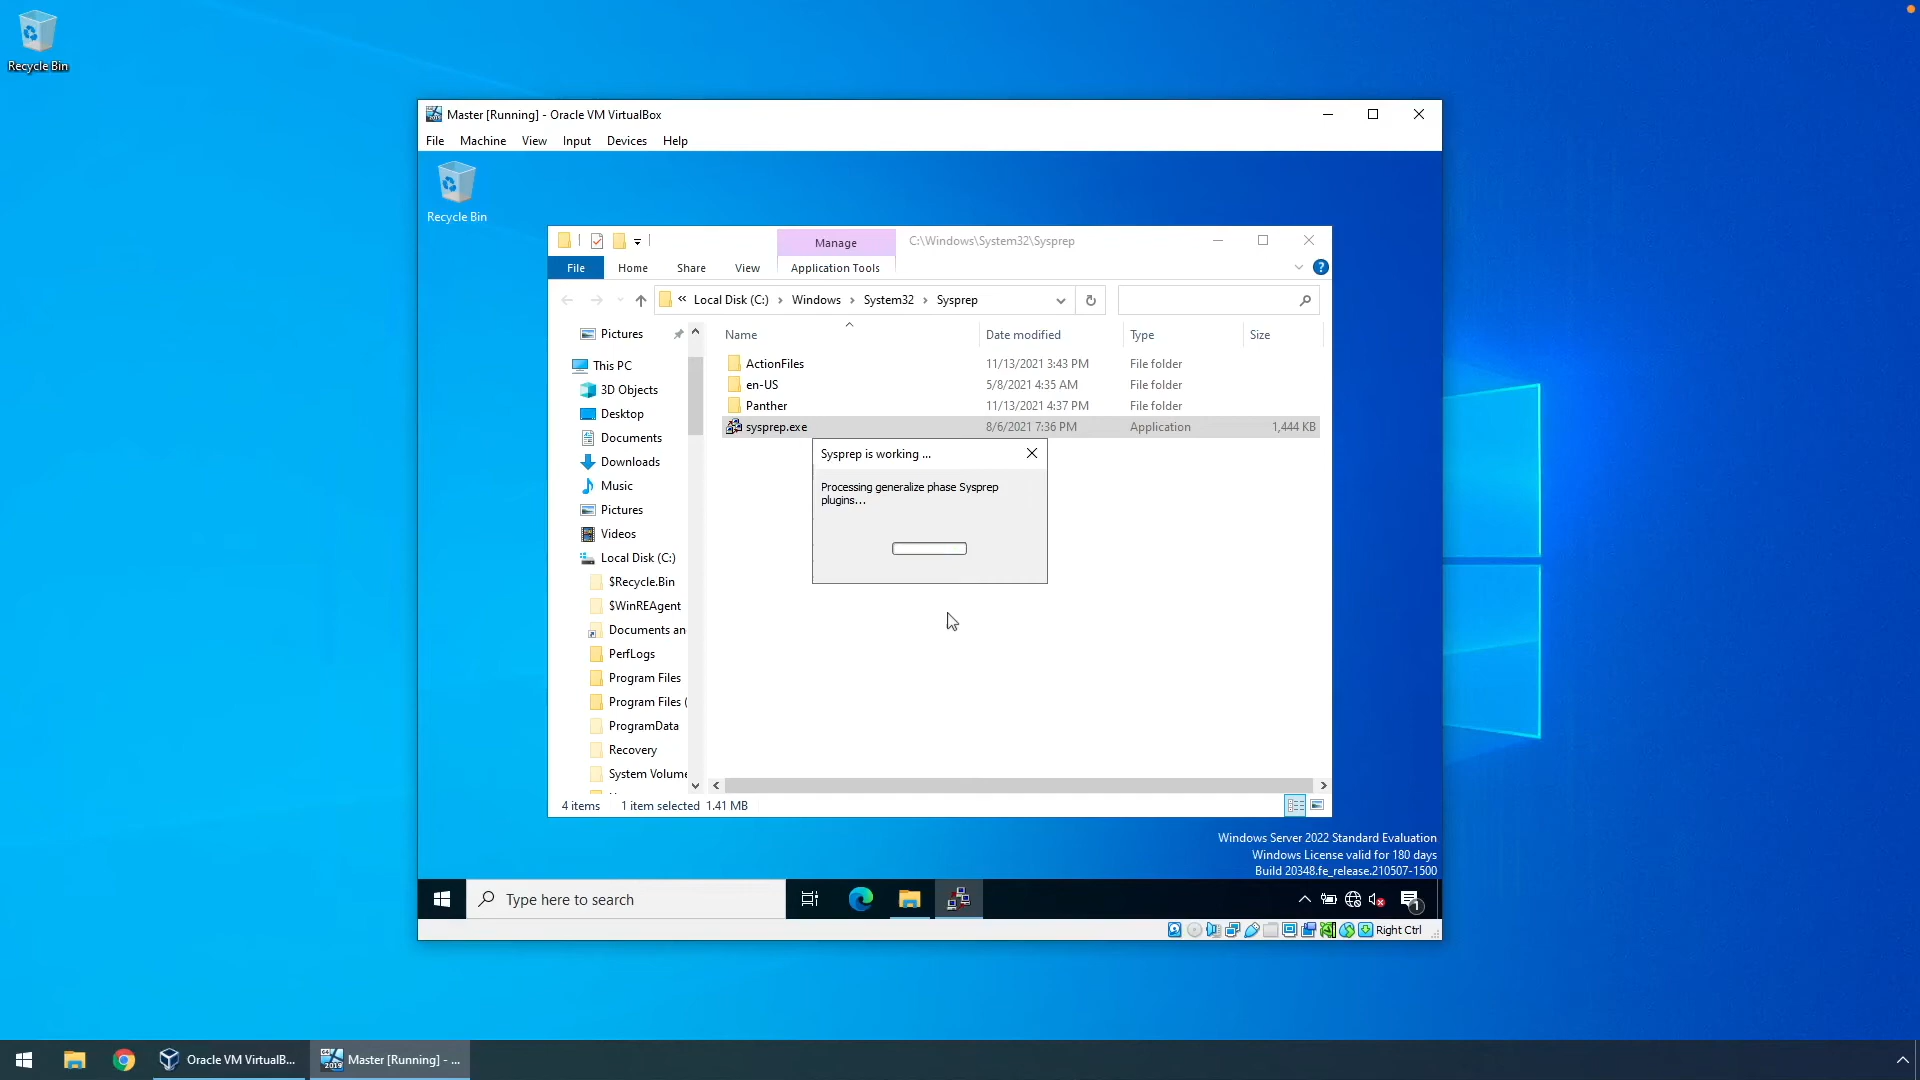 Recycle Bin
Master [Running] - Oracle VM VirtualBox
File Machine View Input Devices Help
Recycle Bin
Manage C:\Windows\System32\Sysprep
File Home Share View Application Tools
« Local Disk (C:) › Windows › System32 › Sysprep
Name Date modified Type Size
Pictures
This PC
3D Objects
Desktop
Documents
Downloads
Music
Pictures
Videos
Local Disk (C:)
$Recycle.Bin
$WinREAgent
Documents an
PerfLogs
Program Files
Program Files (
ProgramData
Recovery
System Volume
ActionFiles 11/13/2021 3:43 PM File folder
en-US 5/8/2021 4:35 AM File folder
Panther 11/13/2021 4:37 PM File folder
sysprep.exe 8/6/2021 7:36 PM Application 1,444 KB
Sysprep is working ...
Processing generalize phase Sysprep
plugins...
4 items 1 item selected 1.41 MB
Windows Server 2022 Standard Evaluation
Windows License valid for 180 days
Build 20348.fe_release.210507-1500
Type here to search
1
Right Ctrl
Oracle VM VirtualB...
64
2019
Master [Running] - ...